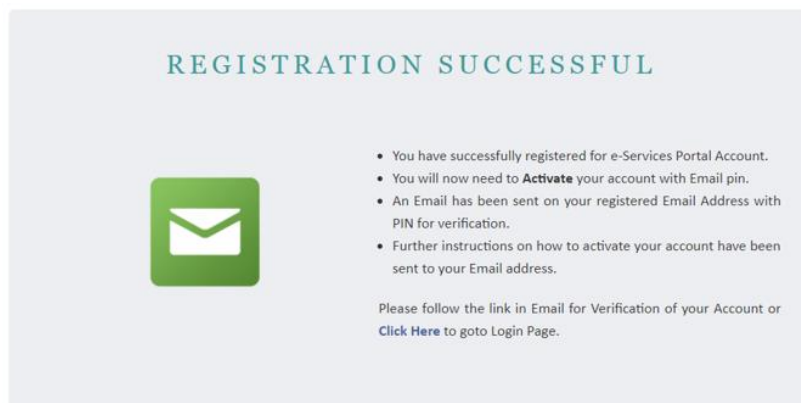 REGISTRATION SUCCESSFUL
• You have successfully registered for e-Services Portal Account.
• You will now need to Activate your account with Email pin.
• An Email has been sent on your registered Email Address with
PIN for verification.
• Further instructions on how to activate your account have been
sent to your Email address.
Please follow the link in Email for Verification of your Account or
Click Here to goto Login Page.